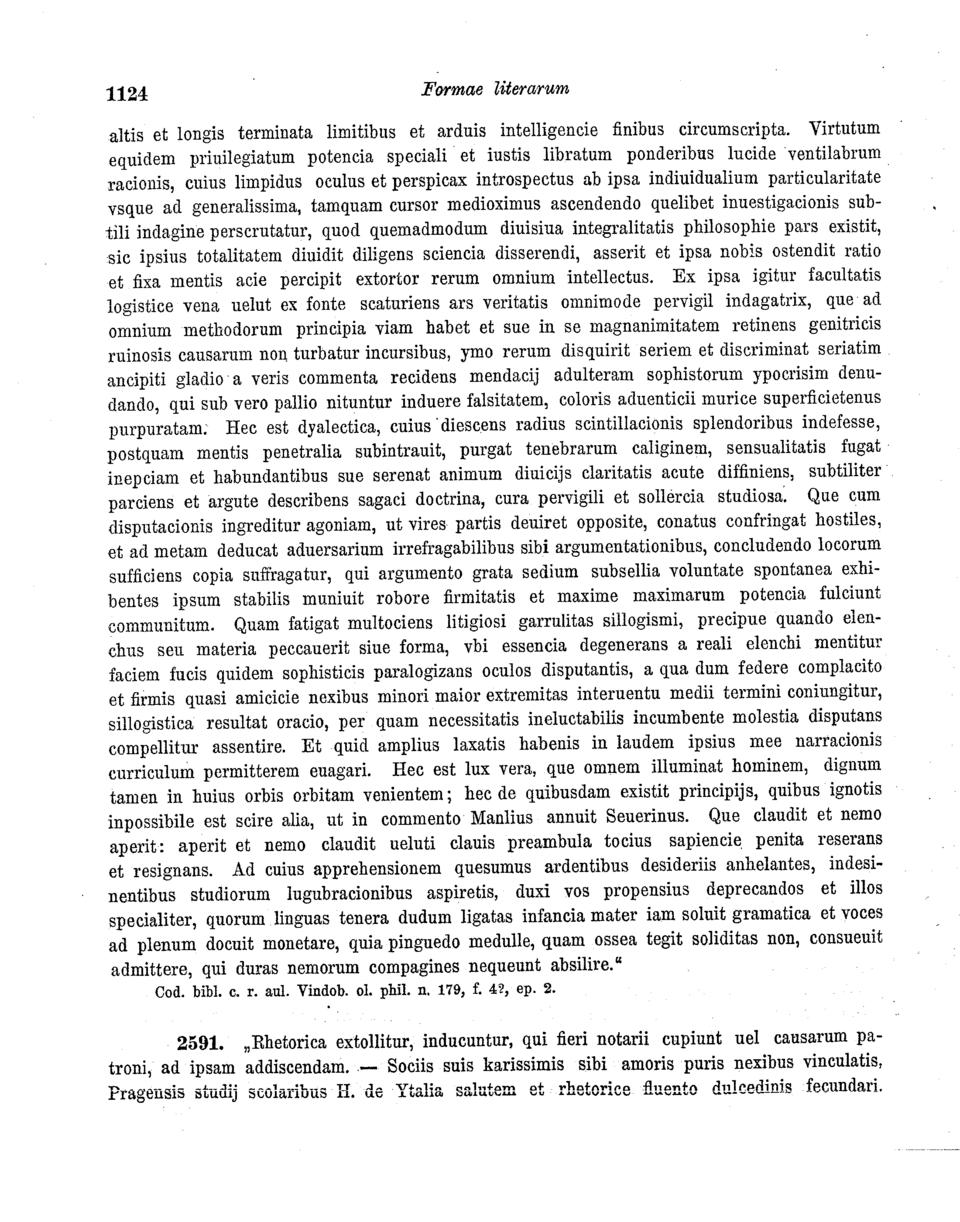 1124
Formae literarum
altis et longis terminata limitibus et arduis intelligencie finibus circumscripta. Virtutum
equidem priuilegiatum potencia speciali et iustis libratum ponderibus lucide ventilabrum
racionis, cuius limpidus oculus et perspicax introspectus ab ipsa indiuidualium particularitate
vsque ad generalissima, tamquam cursor medioximus ascendendo quelibet inuestigacionis sub-
tili indagine perscrutatur, quod quemadmodum diuisiua integralitatis philosophie pars existit,
sic ipsius totalitatem diuidit diligens sciencia disserendi, asserit et ipsa nobis ostendit ratio
et fixa mentis acie percipit extortor rerum omnium intellectus. Ex ipsa igitur facultatis
logistice vena uelut ex fonte scaturiens ars veritatis omnimode pervigil indagatrix, que ad
omnium methodorum principia viam habet et sue in se magnanimitatem retinens genitricis
ruinosis causarum non turbatur incursibus, ymo rerum disquirit seriem et discriminat seriatim
ancipiti gladio a veris commenta recidens mendacij adulteram sophistorum ypocrisim denu-
dando, qui sub vero pallio nituntur induere falsitatem, coloris aduenticii murice superficietenus
purpuratam. Hec est dyalectica, cuius diescens radius scintillacionis splendoribus indefesse,
postquam mentis penetralia subintrauit, purgat tenebrarum caliginem, sensualitatis fugat
inepciam et habundantibus sue serenat animum diuicijs claritatis acute diffiniens, subtiliter
parciens et argute describens sagaci doctrina, cura pervigili et sollercia studiosa. Que cum
disputacionis ingreditur agoniam, ut vires partis deuiret opposite, conatus confringat hostiles,
et ad metam deducat aduersarium irrefragabilibus sibi argumentationibus, concludendo locorum
sufficiens copia suffragatur, qui argumento grata sedium subsellia voluntate spontanea exhi-
bentes ipsum stabilis muniuit robore firmitatis et maxime maximarum potencia fulciunt
communitum. Quam fatigat multociens litigiosi garrulitas sillogismi, precipue quando elen-
chus seu materia peccauerit siue forma, vbi essencia degenerans a reali elenchi mentitur
faciem fucis quidem sophisticis paralogizans oculos disputantis, a qua dum federe complacito
et firmis quasi amicicie nexibus minori maior extremitas interuentu medii termini coniungitur,
sillogistica resultat oracio, per quam necessitatis ineluctabilis incumbente molestia disputans
compellitur assentire. Et quid amplius laxatis habenis in laudem ipsius mee narracionis
curriculum permitterem euagari. Hec est lux vera, que omnem illuminat hominem, dignum
tamen in huius orbis orbitam venientem; hec de quibusdam existit principijs, quibus ignotis
inpossibile est scire alia, ut in commento Manlius annuit Seuerinus. Que claudit et nemo
aperit: aperit et nemo claudit ueluti clauis preambula tocius sapiencie penita reserans
et resignans. Ad cuius apprehensionem quesumus ardentibus desideriis anhelantes, indesi-
nentibus studiorum lugubracionibus aspiretis, duxi vos propensius deprecandos et illos
specialiter, quorum linguas tenera dudum ligatas infancia mater iam soluit gramatica et voces
ad plenum docuit monetare, quia pinguedo medulle, quam ossea tegit soliditas non, consueuit
admittere, qui duras nemorum compagines nequeunt absilire.“
Cod. bibl. c. r. aul. Vindob. ol. phil. n. 179, f. 4?, ep. 2.
2591. „Rhetorica extollitur, inducuntur, qui fieri notarii cupiunt uel causarum pa-
troni, ad ipsam addiscendam. — Sociis suis karissimis sibi amoris puris nexibus vinculatis,
Pragensis studij scolaribus H. de Ytalia salutem et rhetorice fluento dulcedinis fecundari.